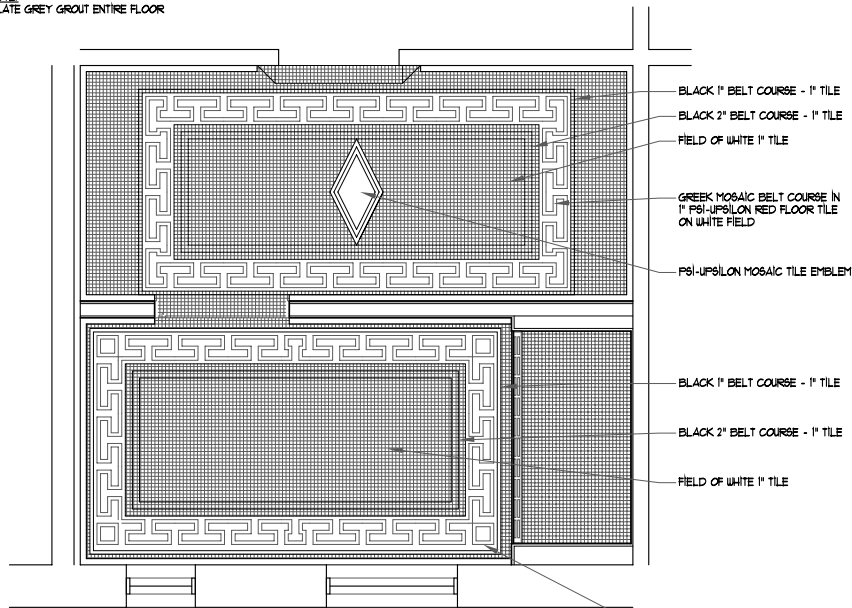 LATE GREY GROUT ENTIRE FLOOR
BLACK 1" BELT COURSE - 1" TILE
BLACK 2" BELT COURSE - 1" TILE
FIELD OF WHITE 1" TILE
GREEK MOSAIC BELT COURSE IN
1" PSI-UPSILON RED FLOOR TILE
ON WHITE FIELD
PSI-UPSILON MOSAIC TILE EMBLEM
BLACK 1" BELT COURSE - 1" TILE
BLACK 2" BELT COURSE - 1" TILE
FIELD OF WHITE 1" TILE